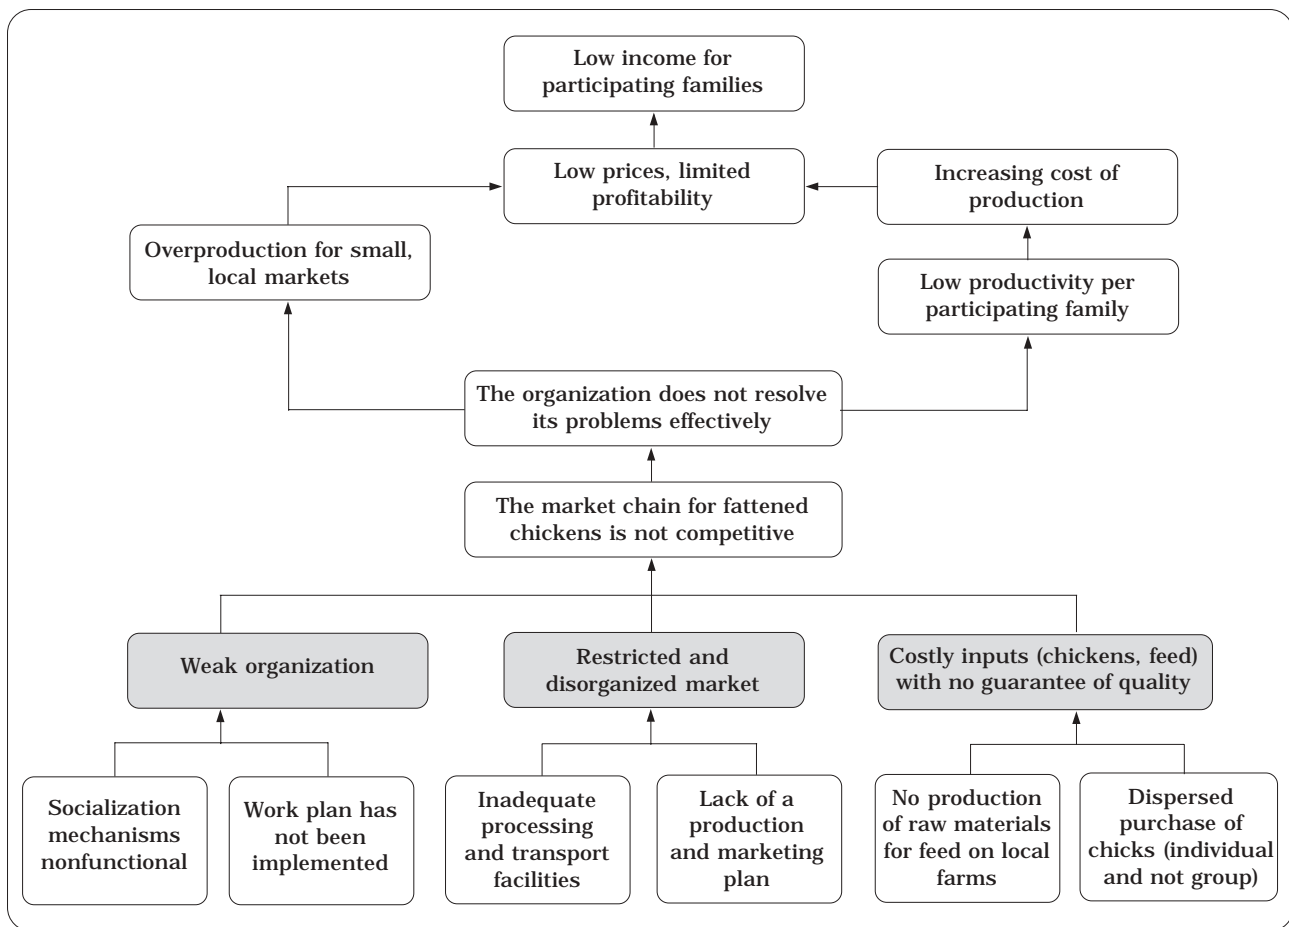 Low income for
participating families
Low prices, limited
profitability
Increasing cost of
production
Overproduction for small,
local markets
Low productivity per
participating family
The organization does not resolve
its problems effectively
The market chain for fattened
chickens is not competitive
Weak organization
Restricted and
disorganized market
Costly inputs (chickens, feed)
with no guarantee of quality
Socialization
mechanisms
nonfunctional
Work plan has
not been
implemented
Inadequate
processing
and transport
facilities
Lack of a
production
and marketing
plan
No production
of raw materials
for feed on local
farms
Dispersed
purchase of
chicks (individual
and not group)